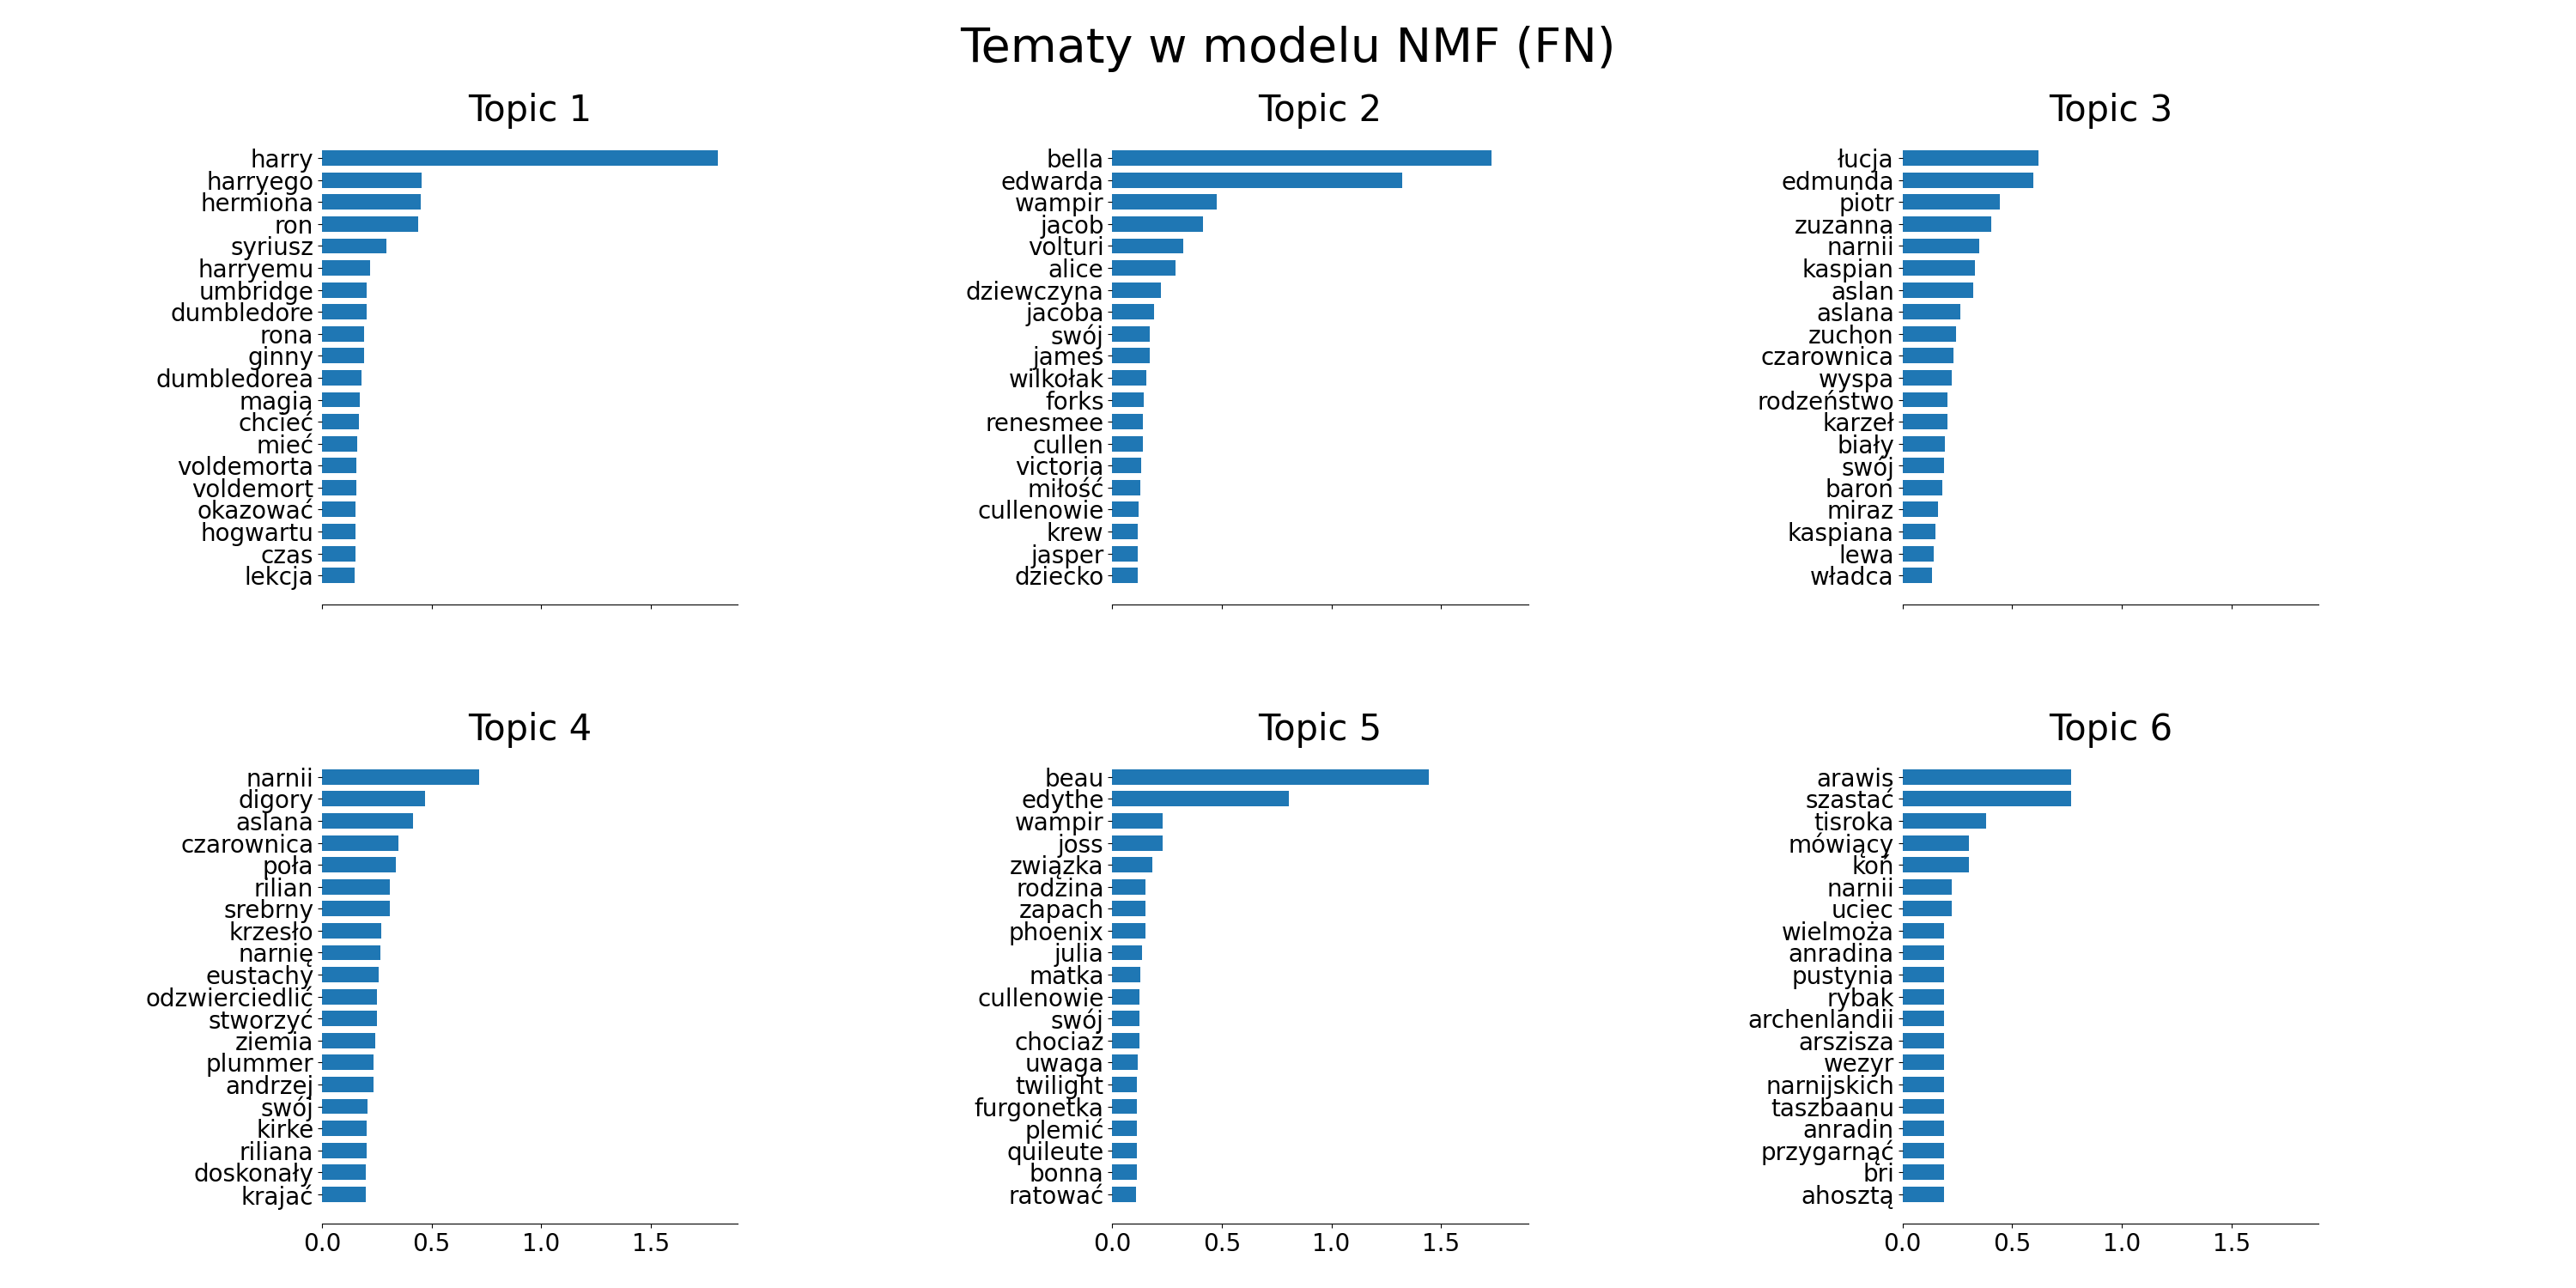 Tematy w modelu NMF (FN)
Topic 1
harry
harryego
hermiona
ron
syriusz
harryemu
umbridge
dumbledore
rona
ginny
dumbledorea
magia
chcieć
mieć
voldemorta
voldemort
okazować
hogwartu
czas
lekcja
Topic 2
bella
edwarda
wampir
jacob
volturi
alice
dziewczyna
jacoba
swój
james
wilkołak
forks
renesmee
cullen
victoria
miłość
cullenowie
krew
jasper
dziecko
Topic 3
łucja
edmunda
piotr
zuzanna
narnii
kaspian
aslan
aslana
zuchon
czarownica
wyspa
rodzeństwo
karzeł
biały
swój
baron
miraz
kaspiana
lewa
władca
Topic 4
narnii
digory
aslana
czarownica
poła
rilian
srebrny
krzesło
narnię
eustachy
odzwierciedlić
stworzyć
ziemia
plummer
andrzej
swój
kirke
riliana
doskonały
krajać
0.0 0.5 1.0 1.5
Topic 5
beau
edythe
wampir
joss
związka
rodzina
zapach
phoenix
julia
matka
cullenowie
swój
chociaż
uwaga
twilight
furgonetka
plemić
quileute
bonna
ratować
0.0 0.5 1.0 1.5
Topic 6
arawis
szastać
tisroka
mówiący
koń
narnii
uciec
wielmoża
anradina
pustynia
rybak
archenlandii
arszisza
wezyr
narnijskich
taszbaanu
anradin
przygarnąć
bri
ahosztą
0.0 0.5 1.0 1.5